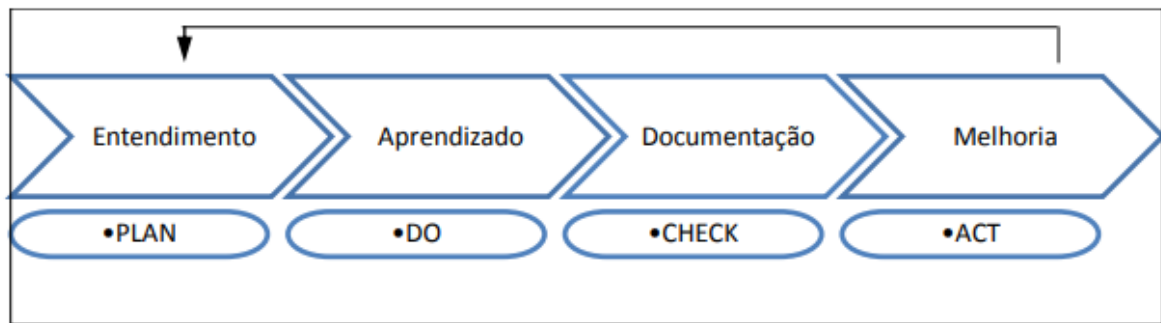 Entendimento
Aprendizado
Documentação
Melhoria
•PLAN
•DO
•CHECK
•ACT